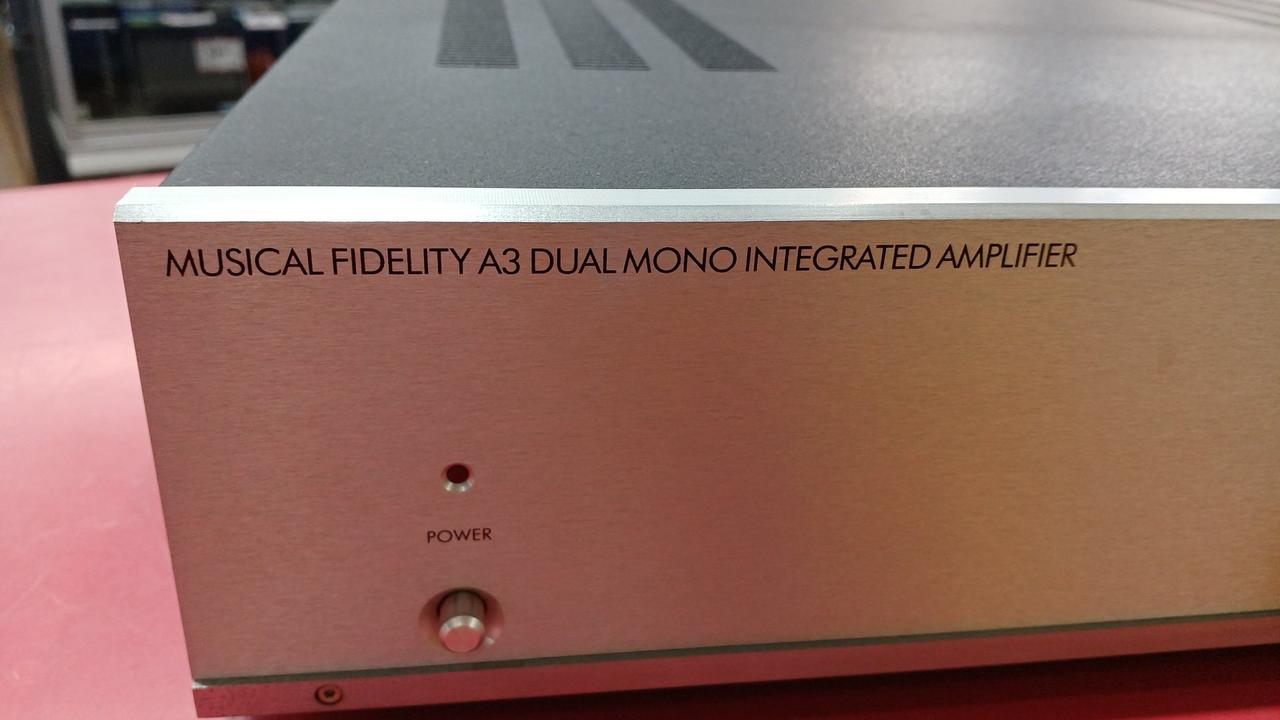 MUSICAL FIDELITY A3 DUAL MONO INTEGRATED AMPLIFIER
POWER